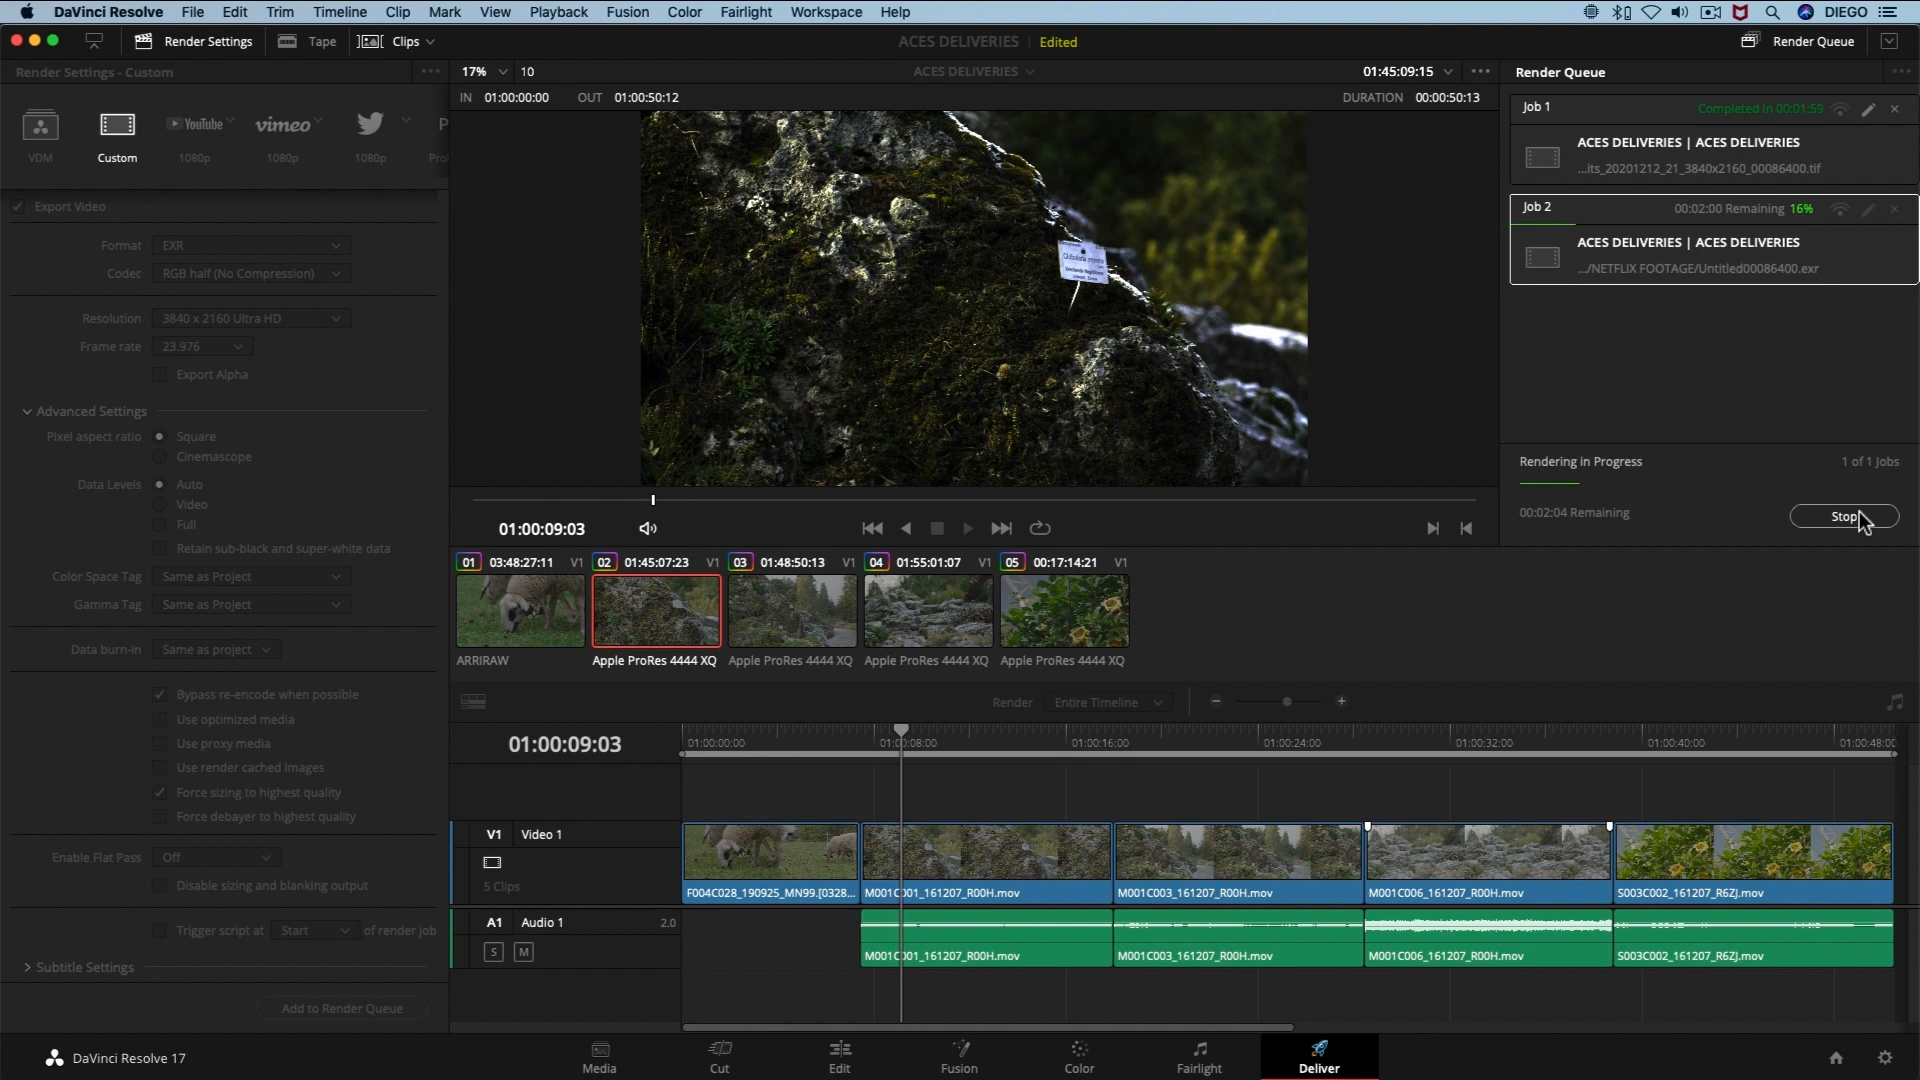 DaVinci Resolve File Edit Trim Timeline Clip Mark View Playback Fusion Color Fairlight Workspace Help DIEGO
Render Settings Tape Clips ACES DELIVERIES Edited Render Queue
Render Settings - Custom
17% 10 ACES DELIVERIES 01:45:09:15
Render Queue
IN 01:00:00:00 OUT 01:00:50:12 DURATION 00:00:50:13
YouTube vimeo P
VDM Custom 1080p 1080p 1080p Pro
Job 1 Completed in 00:01:59
ACES DELIVERIES | ACES DELIVERIES
...its_20201212_21_3840x2160_00086400.tif
Job 2 00:02:00 Remaining 16%
ACES DELIVERIES | ACES DELIVERIES
.../NETFLIX FOOTAGE/Untitled00086400.exr
Export Video
Format EXR
Codec RGB half (No Compression)
Resolution 3840 x 2160 Ultra HD
Frame rate 23.976
Export Alpha
Advanced Settings
Pixel aspect ratio Square
Cinemascope
Data Levels Auto
Video
Full
Retain sub-black and super-white data
Color Space Tag Same as Project
Gamma Tag Same as Project
Data burn-in Same as project
Bypass re-encode when possible
Use optimized media
Use proxy media
Use render cached images
Force sizing to highest quality
Force debayer to highest quality
Enable Flat Pass Off
Disable sizing and blanking output
Trigger script at Start of render job
Subtitle Settings
Add to Render Queue
Rendering in Progress 1 of 1 Jobs
00:02:04 Remaining Stop
01:00:09:03
01 03:48:27:11 V1 02 01:45:07:23 V1 03 01:48:50:13 V1 04 01:55:01:07 V1 05 00:17:14:21 V1
ARRIRAW Apple ProRes 4444 XQ Apple ProRes 4444 XQ Apple ProRes 4444 XQ Apple ProRes 4444 XQ
Render Entire Timeline
01:00:09:03 01:00:00:00 01:00:08:00 01:00:16:00 01:00:24:00 01:00:32:00 01:00:40:00 01:00:48:00
V1 Video 1
5 Clips
F004C028_190925_MN99.[0328... M001C001_161207_R00H.mov M001C003_161207_R00H.mov M001C006_161207_R00H.mov S003C002_161207_R6ZJ.mov
A1 Audio 1 2.0
S M
M001C001_161207_R00H.mov M001C003_161207_R00H.mov M001C006_161207_R00H.mov S003C002_161207_R6ZJ.mov
DaVinci Resolve 17 Media Cut Edit Fusion Color Fairlight Deliver